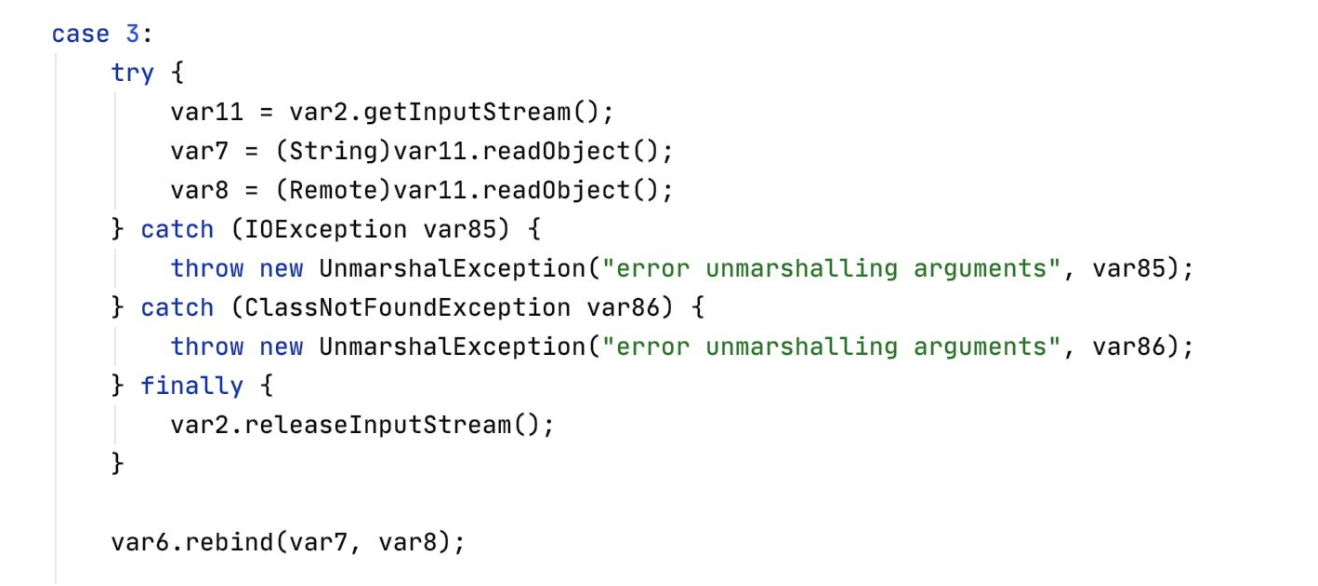 case 3:
    try {
        var11 = var2.getInputStream();
        var7 = (String)var11.readObject();
        var8 = (Remote)var11.readObject();
    } catch (IOException var85) {
        throw new UnmarshalException("error unmarshalling arguments", var85);
    } catch (ClassNotFoundException var86) {
        throw new UnmarshalException("error unmarshalling arguments", var86);
    } finally {
        var2.releaseInputStream();
    }

    var6.rebind(var7, var8);